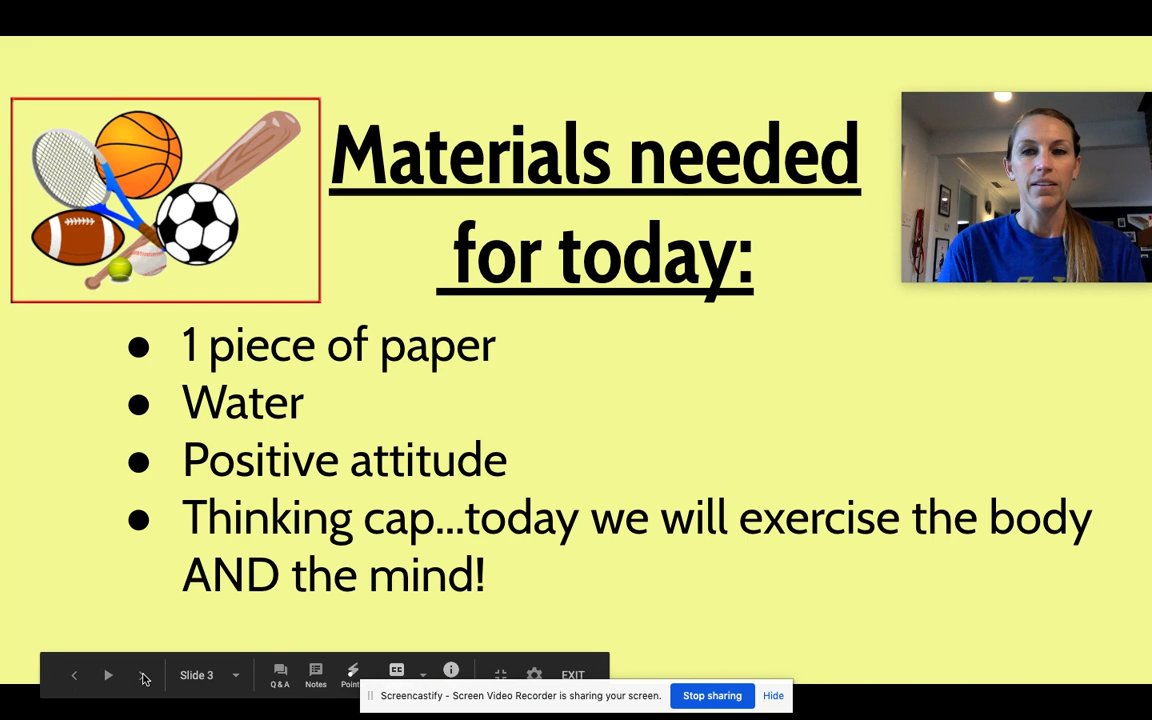 Materials needed
for today:
● 1 piece of paper
● Water
● Positive attitude
● Thinking cap...today we will exercise the body
AND the mind!
Slide 3
Q & A
Notes
CC
EXIT
Screencastify - Screen Video Recorder is sharing your screen.
Stop sharing
Hide